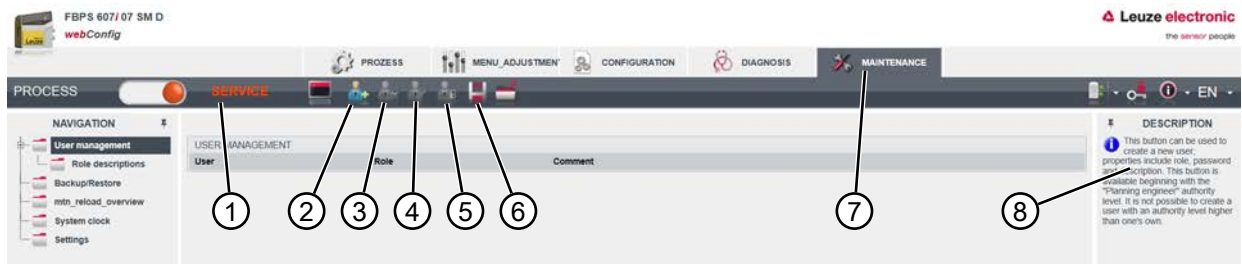 FBPS 607i 07 SM D
webConfig
Leuze electronic
the sensor people
PROZESS
MENU_ADJUSTMEN
CONFIGURATION
DIAGNOSIS
MAINTENANCE
PROCESS
SERVICE
EN
NAVIGATION
User management
Role descriptions
Backup/Restore
mtn_reload_overview
System clock
Settings
USER MANAGEMENT
User Role Comment
DESCRIPTION
This button can be used to
create a new user;
properties include role, password
and description. This button is
available beginning with the
"Planning engineer" authority
level. It is not possible to create a
user with an authority level higher
than one's own.
1 2 3 4 5 6 7 8